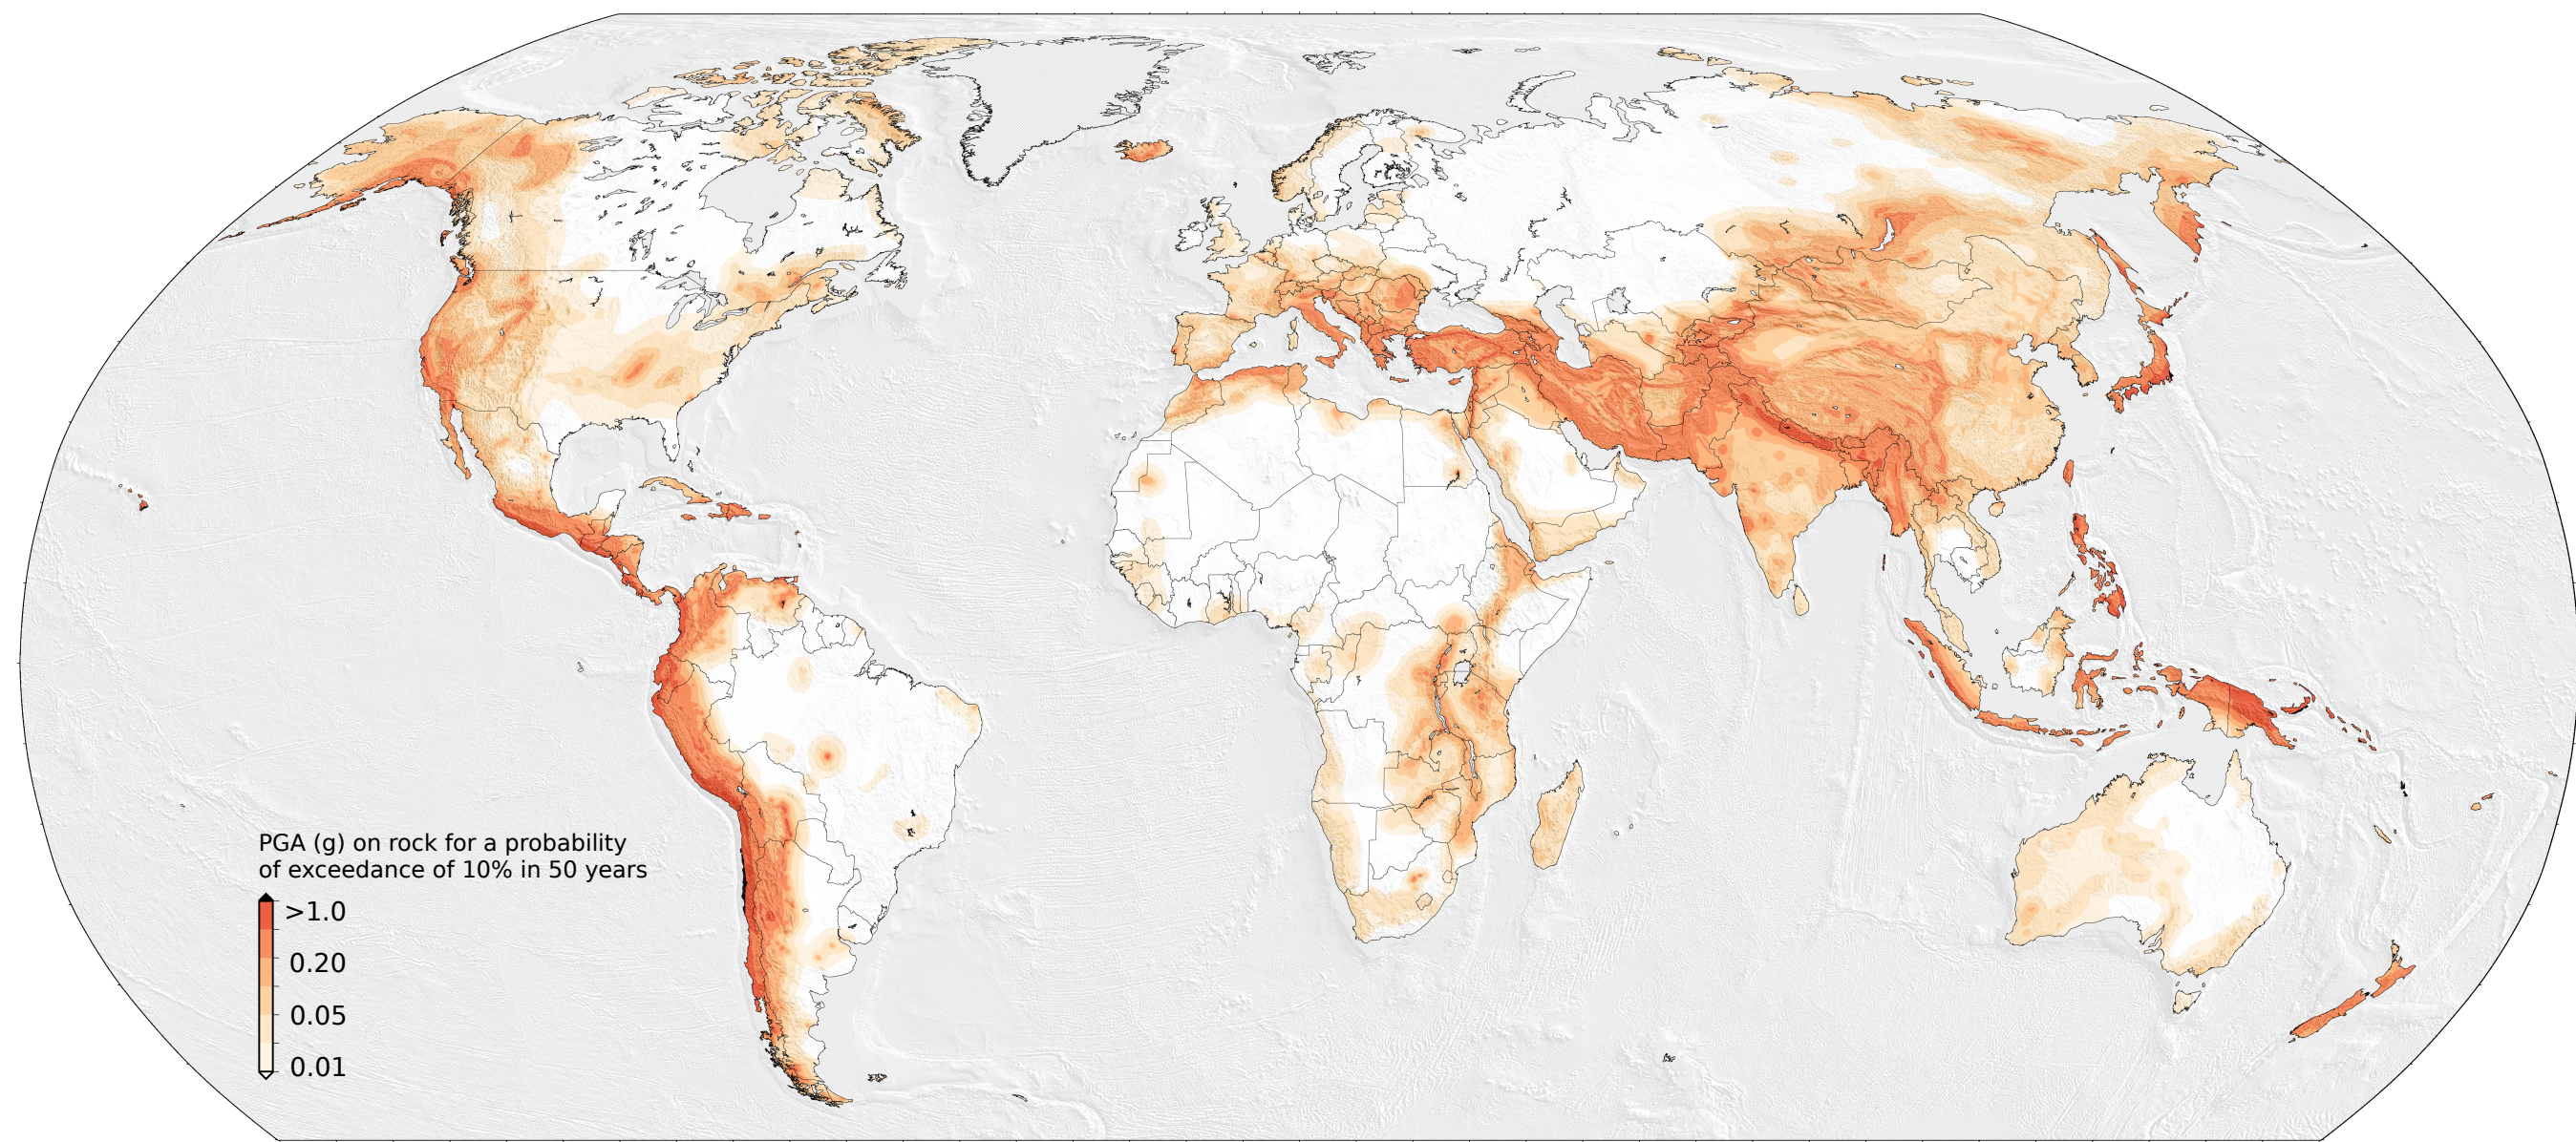 PGA (g) on rock for a probability
of exceedance of 10% in 50 years
>1.0
0.20
0.05
0.01